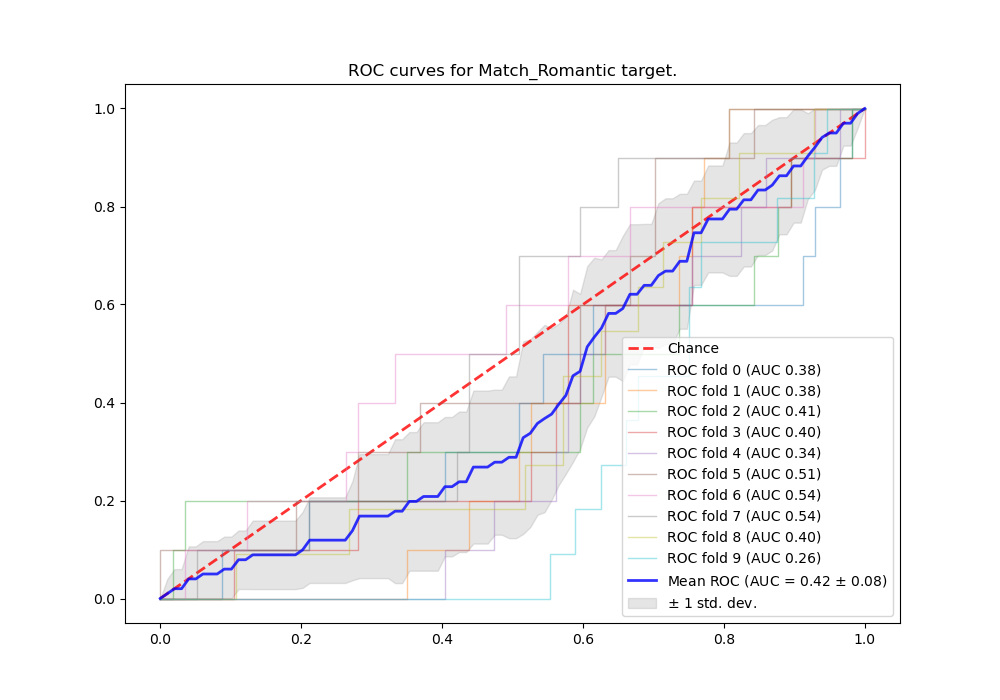 ROC curves for Match_Romantic target.
1.0
0.8
0.6
0.4
0.2
0.0
0.0 0.2 0.4 0.6 0.8 1.0
Chance
ROC fold 0 (AUC 0.38)
ROC fold 1 (AUC 0.38)
ROC fold 2 (AUC 0.41)
ROC fold 3 (AUC 0.40)
ROC fold 4 (AUC 0.34)
ROC fold 5 (AUC 0.51)
ROC fold 6 (AUC 0.54)
ROC fold 7 (AUC 0.54)
ROC fold 8 (AUC 0.40)
ROC fold 9 (AUC 0.26)
Mean ROC (AUC = 0.42 ± 0.08)
± 1 std. dev.